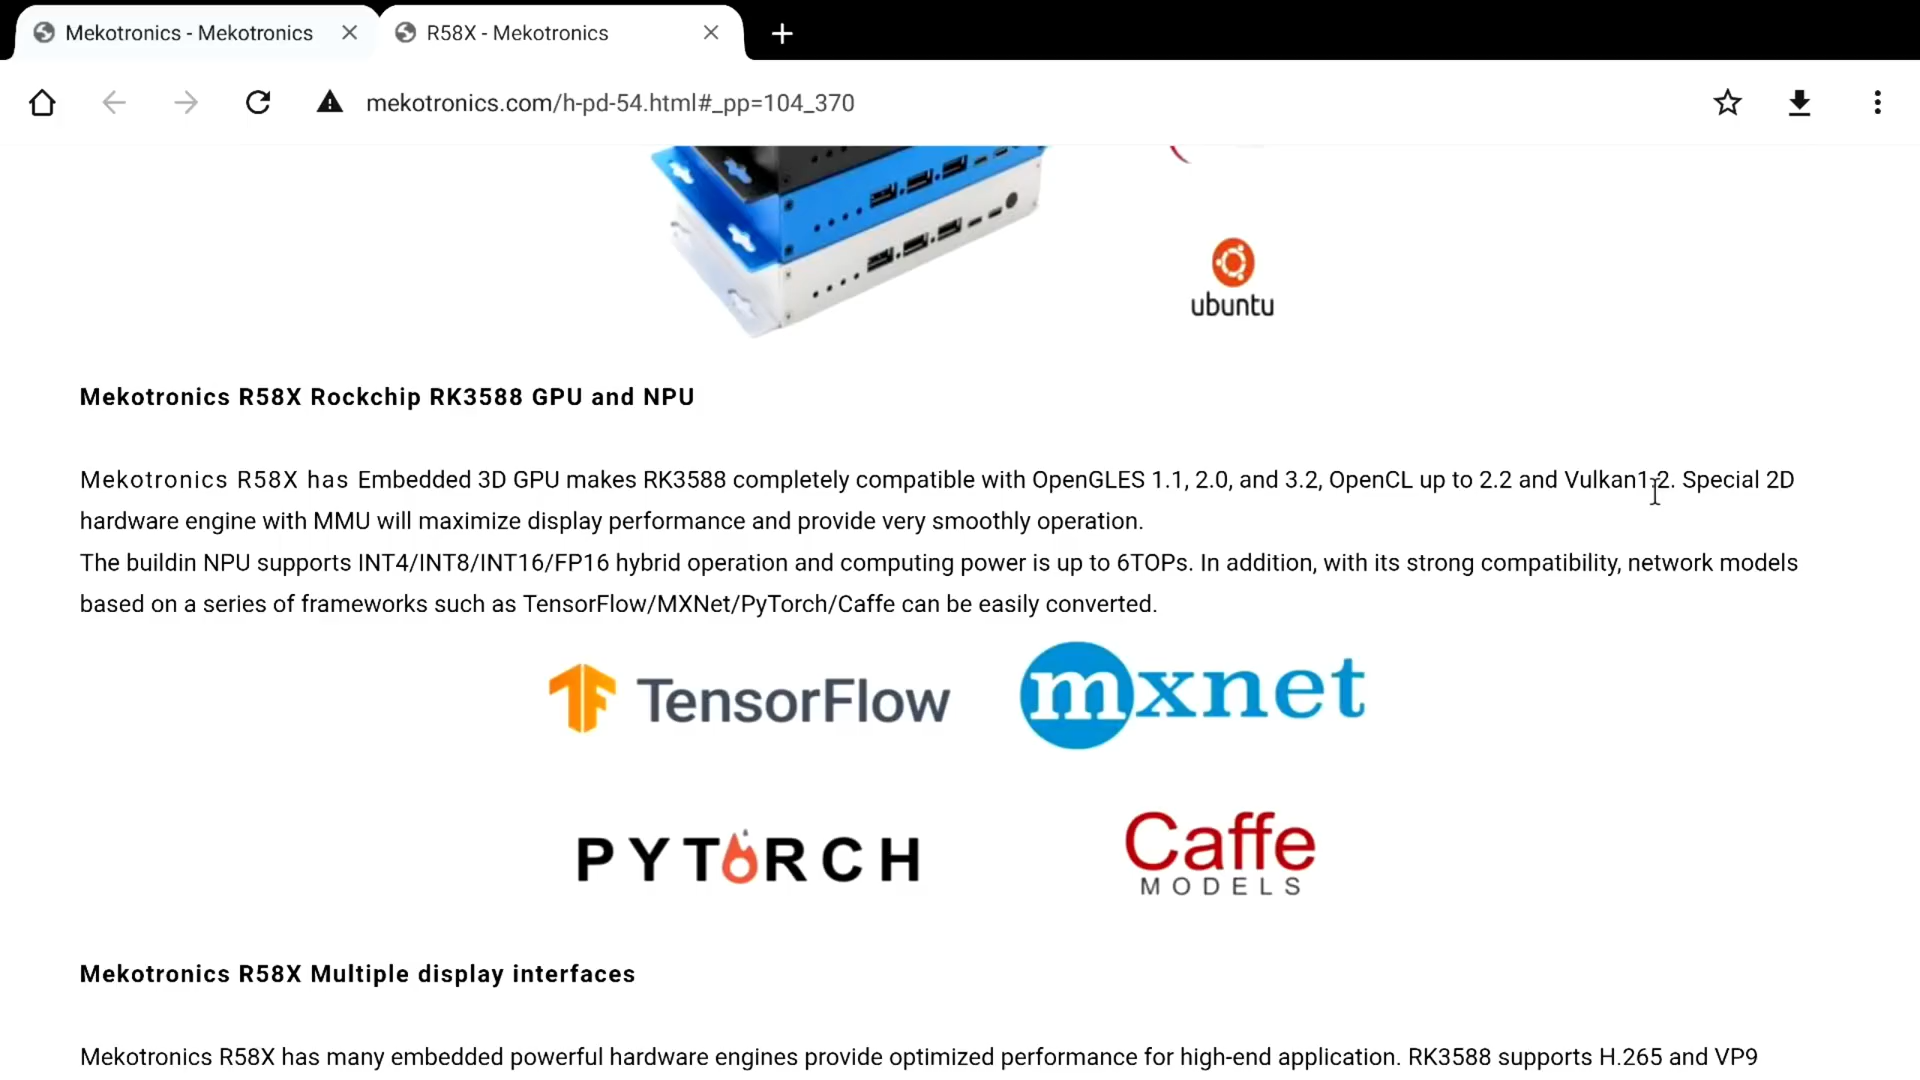 Mekotronics - Mekotronics
R58X - Mekotronics
mekotronics.com/h-pd-54.html#_pp=104_370
ubuntu
Mekotronics R58X Rockchip RK3588 GPU and NPU
Mekotronics R58X has Embedded 3D GPU makes RK3588 completely compatible with OpenGLES 1.1, 2.0, and 3.2, OpenCL up to 2.2 and Vulkan1.2. Special 2D
hardware engine with MMU will maximize display performance and provide very smoothly operation.
The buildin NPU supports INT4/INT8/INT16/FP16 hybrid operation and computing power is up to 6TOPs. In addition, with its strong compatibility, network models
based on a series of frameworks such as TensorFlow/MXNet/PyTorch/Caffe can be easily converted.
TensorFlow
mxnet
PYTORCH
Caffe
MODELS
Mekotronics R58X Multiple display interfaces
Mekotronics R58X has many embedded powerful hardware engines provide optimized performance for high-end application. RK3588 supports H.265 and VP9